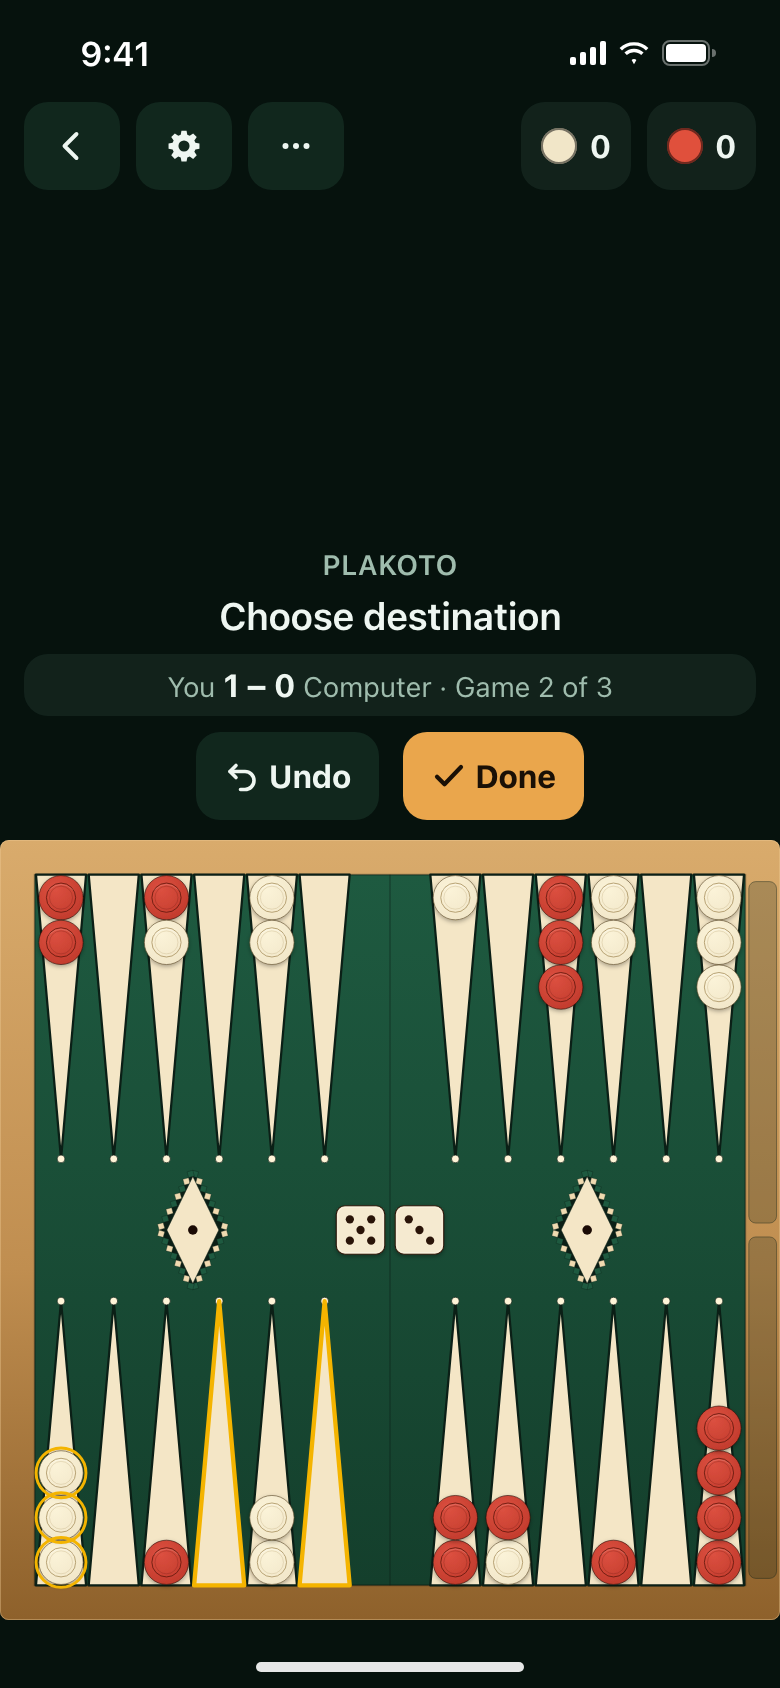 9:41
0
0
PLAKOTO
Choose destination
You 1 – 0 Computer · Game 2 of 3
Undo
Done